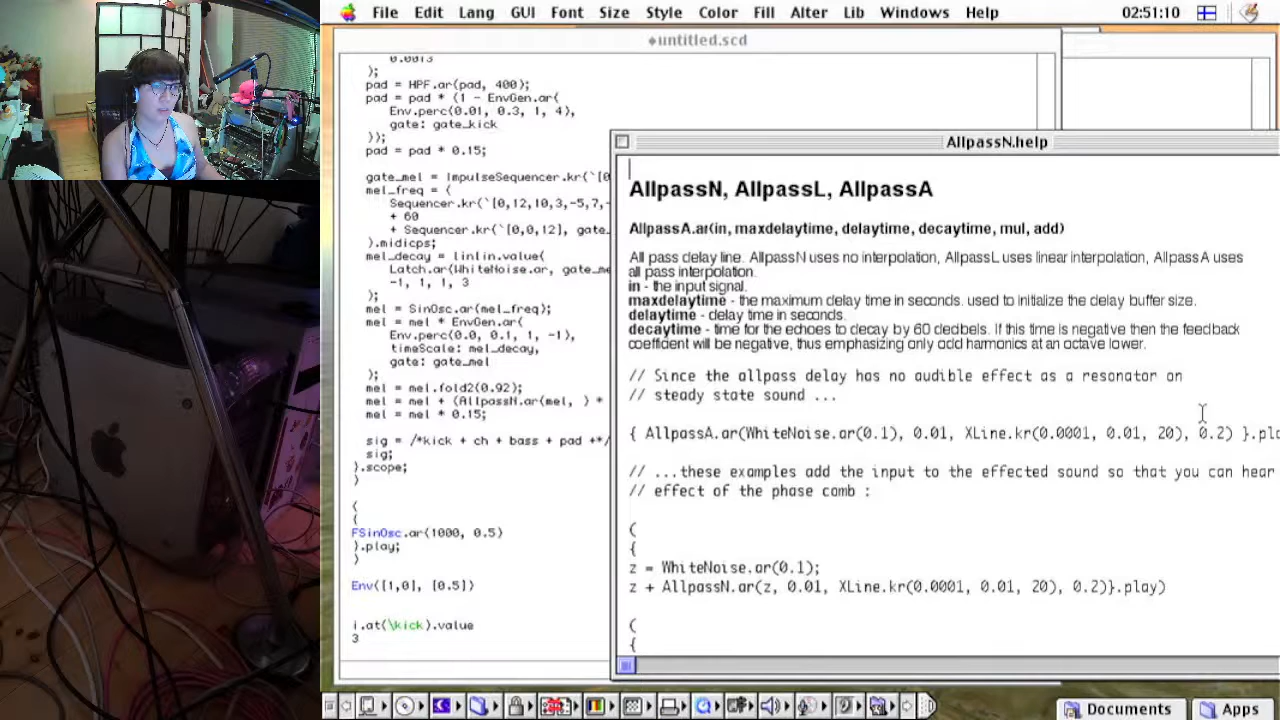 File Edit Lang GUI Font Size Style Color Fill Alter Lib Windows Help 02:51:10
♦untitled.scd
0.0013
);
pad = HPF.ar(pad, 400);
pad = pad * (1 - EnvGen.ar(
Env.perc(0.01, 0.3, 1, 4),
gate: gate_kick
));
pad = pad * 0.15;
gate_mel = ImpulseSequencer.kr(`[0
mel_freq = (
Sequencer.kr(`[0,12,10,3,-5,7,-
+ 60
+ Sequencer.kr(`[0,0,12], gate_
).midicps;
mel_decay = linlin.value(
Latch.ar(WhiteNoise.ar, gate_me
-1, 1, 1, 3
);
mel = SinOsc.ar(mel_freq);
mel = mel * EnvGen.ar(
Env.perc(0.0, 0.1, 1, -1),
timeScale: mel_decay,
gate: gate_mel
);
mel = mel.fold2(0.92);
mel = mel + (AllpassN.ar(mel, ) *
mel = mel * 0.15;
sig = /*kick + ch + bass + pad +*/
sig;
}.scope;
)
(
{
FSinOsc.ar(1000, 0.5)
}.play;
)
Env([1,0], [0.5])
i.at(\kick).value
3
AllpassN.help
AllpassN, AllpassL, AllpassA
AllpassA.ar(in, maxdelaytime, delaytime, decaytime, mul, add)
All pass delay line. AllpassN uses no interpolation, AllpassL uses linear interpolation, AllpassA uses
all pass interpolation.
in - the input signal.
maxdelaytime - the maximum delay time in seconds. used to initialize the delay buffer size.
delaytime - delay time in seconds.
decaytime - time for the echoes to decay by 60 decibels. If this time is negative then the feedback
coefficient will be negative, thus emphasizing only odd harmonics at an octave lower.
// Since the allpass delay has no audible effect as a resonator on
// steady state sound ...
{ AllpassA.ar(WhiteNoise.ar(0.1), 0.01, XLine.kr(0.0001, 0.01, 20), 0.2) }.pla
// ...these examples add the input to the effected sound so that you can hear
// effect of the phase comb :
(
{
z = WhiteNoise.ar(0.1);
z + AllpassN.ar(z, 0.01, XLine.kr(0.0001, 0.01, 20), 0.2)}.play)
(
{
Documents Apps